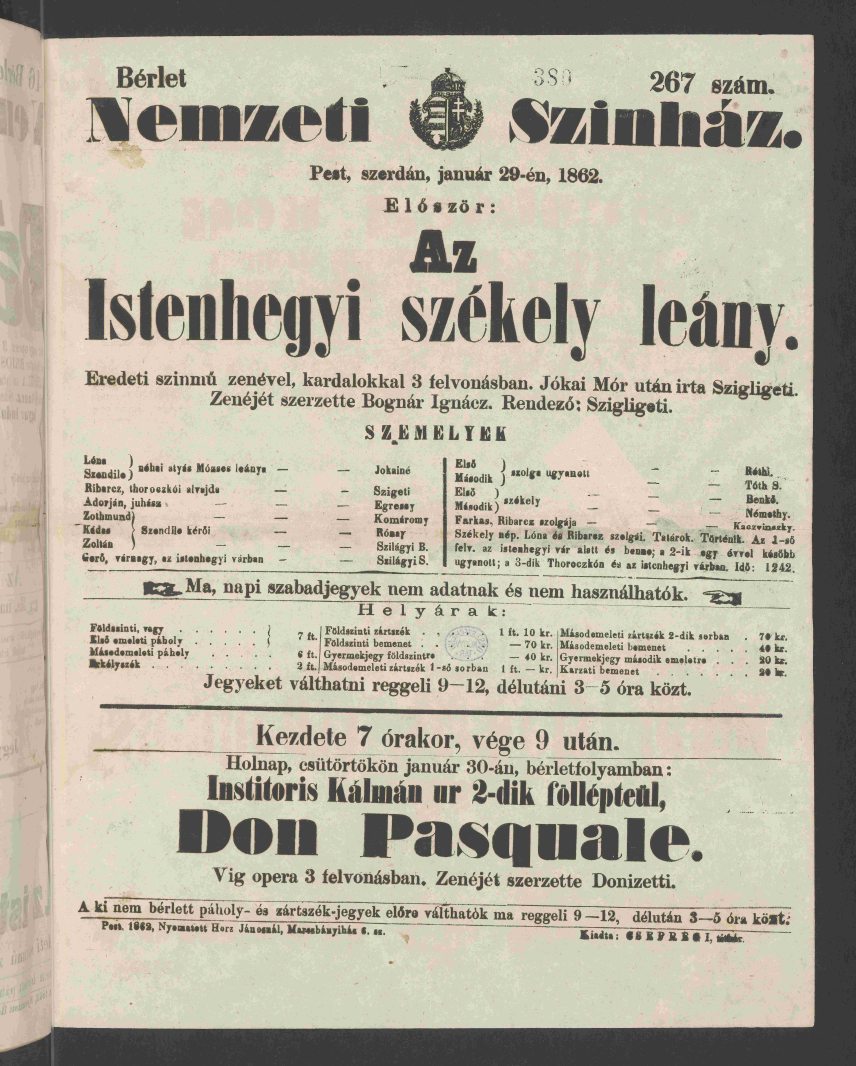 Bérlet 389 267 szám.
Nemzeti Szinház.
Pest, szerdán, január 29-én, 1862.
Először:
Az
Istenhegyi székely leány.
Eredeti szinmű zenével, kardalokkal 3 felvonásban. Jókai Mór után irta Szigligeti.
Zenéjét szerzette Bognár Ignácz. Rendező: Szigligeti.
SZEMELYEK
Léna )
Szendile) néhai atyás Mózses leánya — — Jokainé
Ribarcz, thoroczkói alvajda — — Szigeti
Adorján, juhász — — Egressy
Zothmund)
Kádas } Szendile kérői — — Komáromy
Rónay
Zoltán ) Szilágyi B.
Gerő, várnagy, az istenhegyi várban — Szilágyi S.
Első )
Második ) szolga ugyanott — — Réthi.
Tóth S.
Első )
Második) székely — — Benkő.
Némethy.
Farkas, Ribarcz szolgája — — Kaczvinszky.
Székely nép. Lóna és Ribarcz szolgái. Tatárok. Történik. Az 1-ső
felv. az istenhegyi vár alatt és benne; a 2-ik egy évvel később
ugyanott; a 3-dik Thoroczkón és az istenhegyi várban. Idő: 1242.
Ma, napi szabadjegyek nem adatnak és nem használhatók.
Helyárak:
Földszinti, vagy
Első emeleti páholy . . . 7 ft.
Másodemeleti páholy . . . 6 ft.
Erkélyszék . . . 2 ft.
Földszinti zártszék . . 1 ft. 10 kr.
Földszinti bemenet . . — 70 kr.
Gyermekjegy földszintre — 40 kr.
Másodemeleti zártszék 1-ső sorban 1 ft. — kr.
Másodemeleti zártszék 2-dik sorban . 70 kr.
Másodemeleti bemenet . . . 40 kr.
Gyermekjegy második emeletre . . 20 kr.
Karzati bemenet . . . 20 kr.
Jegyeket válthatni reggeli 9—12, délutáni 3—5 óra közt.
Kezdete 7 órakor, vége 9 után.
Holnap, csütörtökön január 30-án, bérletfolyamban:
Institoris Kálmán ur 2-dik föllépteül,
Don Pasquale.
Vig opera 3 felvonásban. Zenéjét szerzette Donizetti.
A ki nem bérlett páholy- és zártszék-jegyek előre válthatók ma reggeli 9—12, délután 3—5 óra közt.
Pest. 1862, Nyomatott Herz Jánosnál, Mariabányiház 6. sz.
Kiadta: CSEPREGI, titkár.